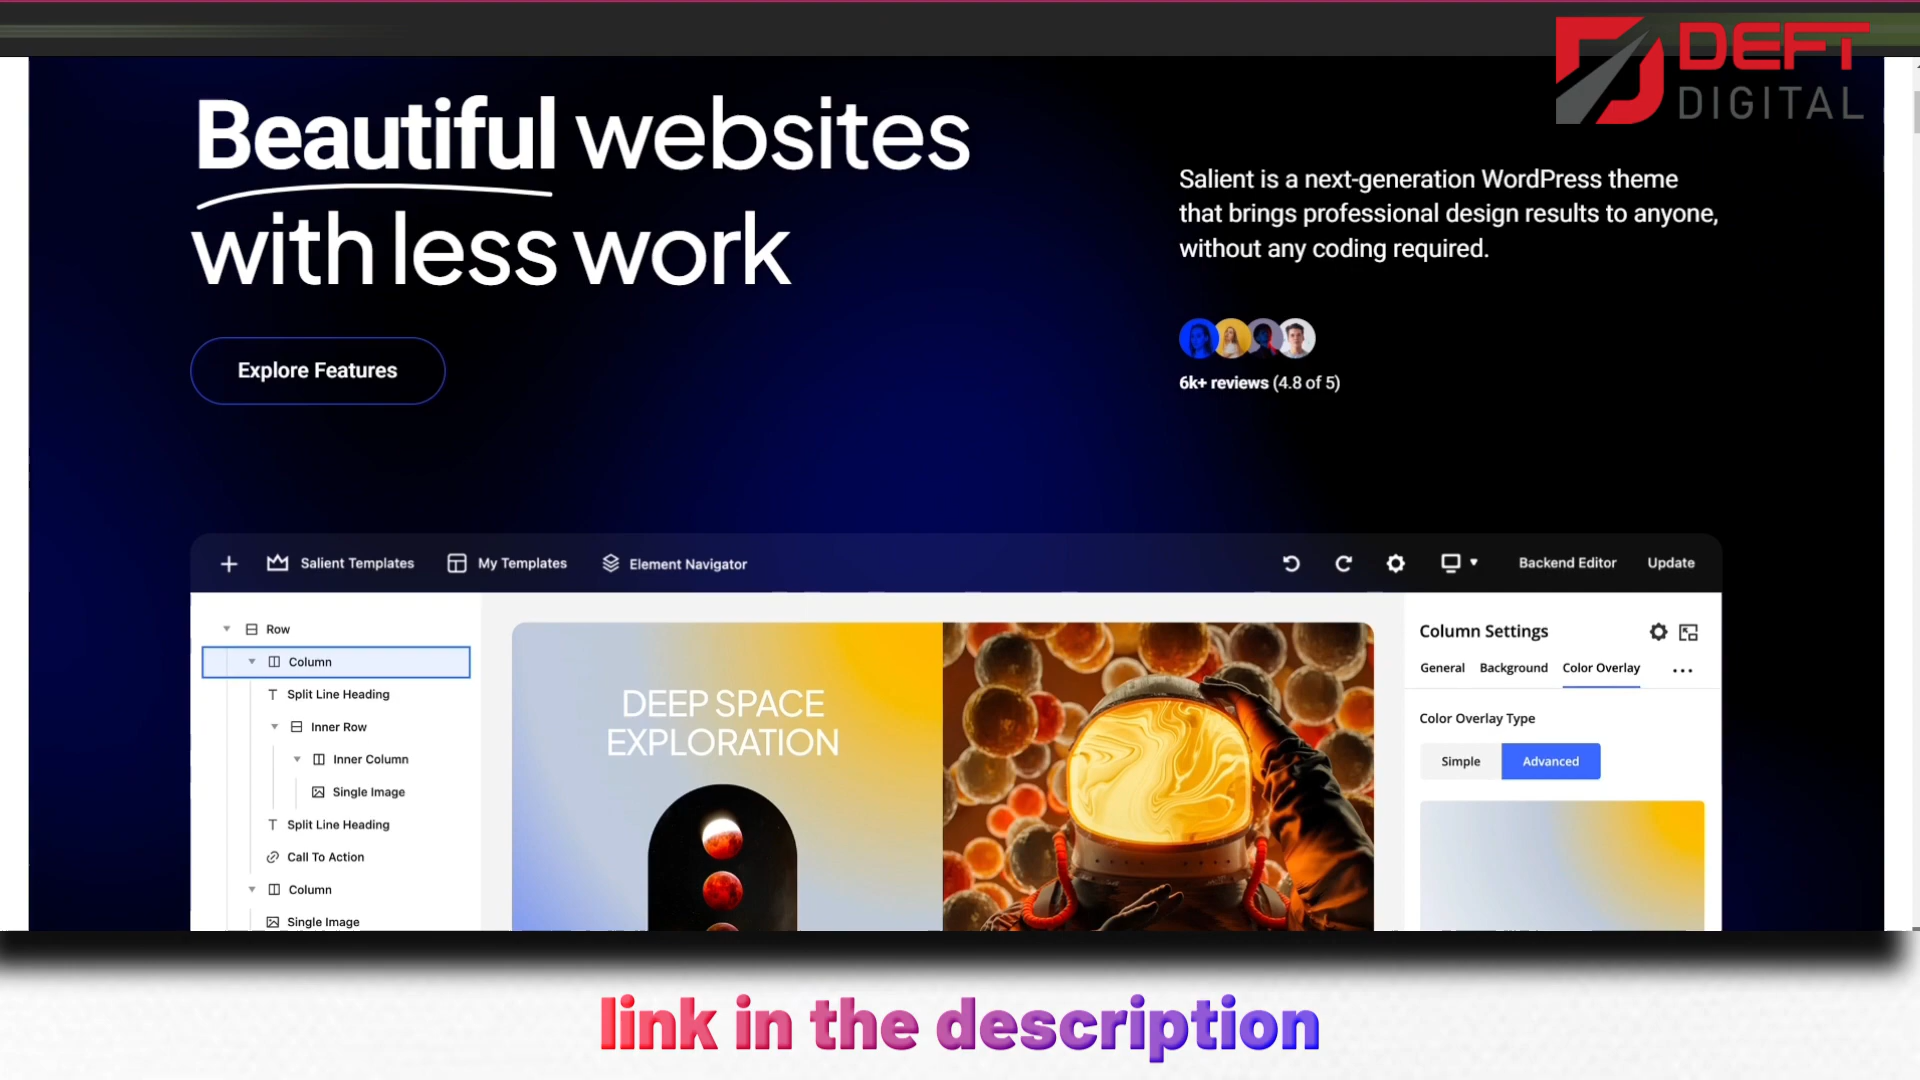 DEFT
DIGITAL
Beautiful websites
with less work
Salient is a next-generation WordPress theme
that brings professional design results to anyone,
without any coding required.
Explore Features
6k+ reviews (4.8 of 5)
Salient Templates
My Templates
Element Navigator
Backend Editor
Update
Row
Column
Split Line Heading
Inner Row
Inner Column
Single Image
Split Line Heading
Call To Action
Column
Single Image
DEEP SPACE
EXPLORATION
Column Settings
General Background Color Overlay
Color Overlay Type
Simple Advanced
link in the description